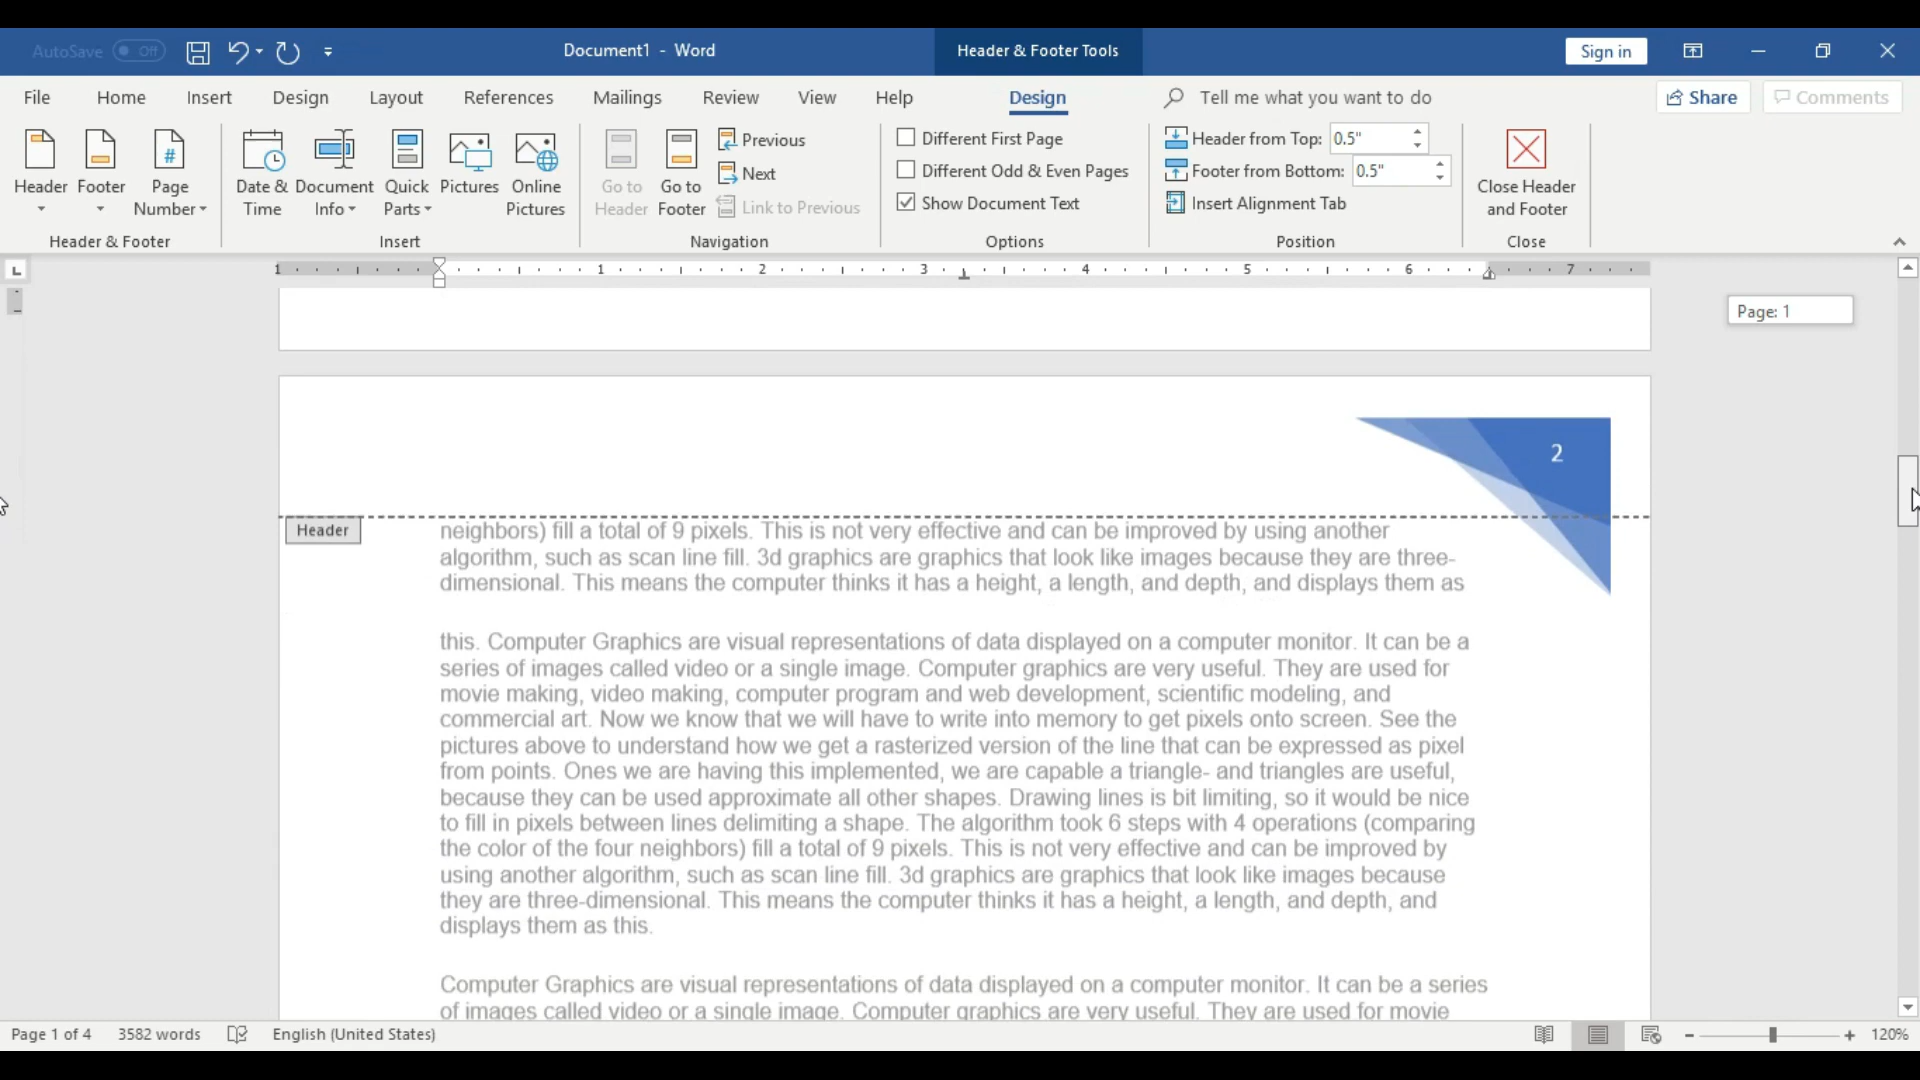 AutoSave Off Document1 - Word Header & Footer Tools Sign in
File Home Insert Design Layout References Mailings Review View Help Design Tell me what you want to do Share Comments
Header
Footer
Page
Number
Header & Footer
Date &
Time
Document
Info
Quick
Parts
Pictures
Online
Pictures
Insert
Go to
Header
Go to
Footer
Previous
Next
Link to Previous
Navigation
Different First Page
Different Odd & Even Pages
Show Document Text
Options
Header from Top: 0.5"
Footer from Bottom: 0.5"
Insert Alignment Tab
Position
Close Header
and Footer
Close
L
1 1 2 3 4 5 6 7
Page: 1
2
Header
neighbors) fill a total of 9 pixels. This is not very effective and can be improved by using another
algorithm, such as scan line fill. 3d graphics are graphics that look like images because they are three-
dimensional. This means the computer thinks it has a height, a length, and depth, and displays them as
this. Computer Graphics are visual representations of data displayed on a computer monitor. It can be a
series of images called video or a single image. Computer graphics are very useful. They are used for
movie making, video making, computer program and web development, scientific modeling, and
commercial art. Now we know that we will have to write into memory to get pixels onto screen. See the
pictures above to understand how we get a rasterized version of the line that can be expressed as pixel
from points. Ones we are having this implemented, we are capable a triangle- and triangles are useful,
because they can be used approximate all other shapes. Drawing lines is bit limiting, so it would be nice
to fill in pixels between lines delimiting a shape. The algorithm took 6 steps with 4 operations (comparing
the color of the four neighbors) fill a total of 9 pixels. This is not very effective and can be improved by
using another algorithm, such as scan line fill. 3d graphics are graphics that look like images because
they are three-dimensional. This means the computer thinks it has a height, a length, and depth, and
displays them as this.
Computer Graphics are visual representations of data displayed on a computer monitor. It can be a series
of images called video or a single image. Computer graphics are very useful. They are used for movie
Page 1 of 4 3582 words English (United States) 120%